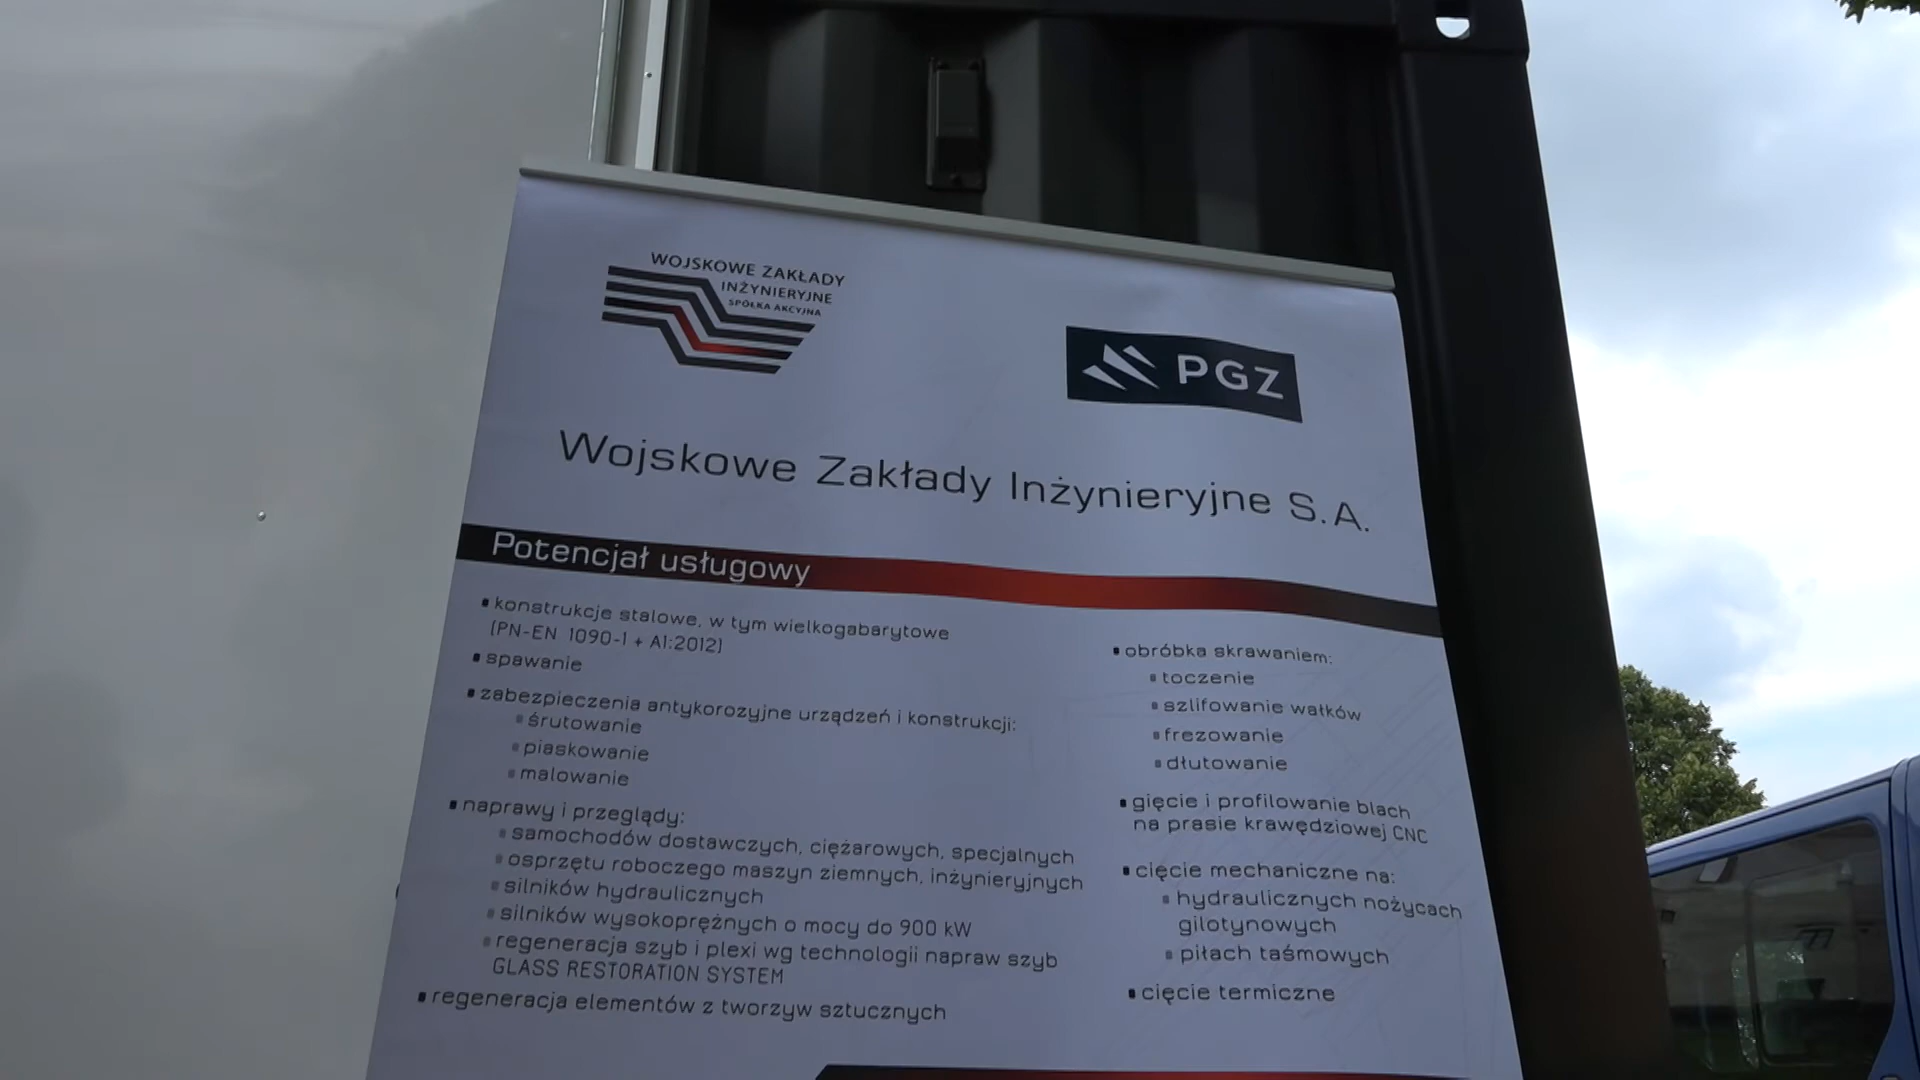 WOJSKOWE ZAKŁADY
INŻYNIERYJNE
SPÓŁKA AKCYJNA
PGZ
Wojskowe Zakłady Inżynieryjne S.A.
Potencjał usługowy
konstrukcje stalowe, w tym wielkogabarytowe
(PN-EN 1090-1 + A1:2012)
spawanie
zabezpieczenia antykorozyjne urządzeń i konstrukcji:
śrutowanie
piaskowanie
malowanie
naprawy i przeglądy:
samochodów dostawczych, ciężarowych, specjalnych
osprzętu roboczego maszyn ziemnych, inżynieryjnych
silników hydraulicznych
silników wysokoprężnych o mocy do 900 kW
regeneracja szyb i plexi wg technologii napraw szyb
GLASS RESTORATION SYSTEM
regeneracja elementów z tworzyw sztucznych
obróbka skrawaniem:
toczenie
szlifowanie wałków
frezowanie
dłutowanie
gięcie i profilowanie blach
na prasie krawędziowej CNC
cięcie mechaniczne na:
hydraulicznych nożycach
gilotynowych
piłach taśmowych
cięcie termiczne